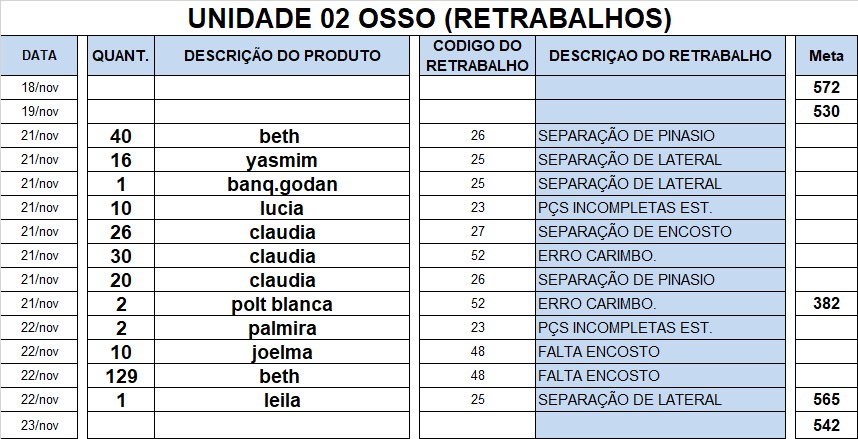 UNIDADE 02 OSSO (RETRABALHOS)
DATA QUANT. DESCRIÇÃO DO PRODUTO CODIGO DO RETRABALHO DESCRIÇAO DO RETRABALHO Meta
18/nov 572
19/nov 530
21/nov 40 beth 26 SEPARAÇÃO DE PINASIO
21/nov 16 yasmim 25 SEPARAÇÃO DE LATERAL
21/nov 1 banq.godan 25 SEPARAÇÃO DE LATERAL
21/nov 10 lucia 23 PÇS INCOMPLETAS EST.
21/nov 26 claudia 27 SEPARAÇÃO DE ENCOSTO
21/nov 30 claudia 52 ERRO CARIMBO.
21/nov 20 claudia 26 SEPARAÇÃO DE PINASIO
21/nov 2 polt blanca 52 ERRO CARIMBO. 382
22/nov 2 palmira 23 PÇS INCOMPLETAS EST.
22/nov 10 joelma 48 FALTA ENCOSTO
22/nov 129 beth 48 FALTA ENCOSTO
22/nov 1 leila 25 SEPARAÇÃO DE LATERAL 565
23/nov 542